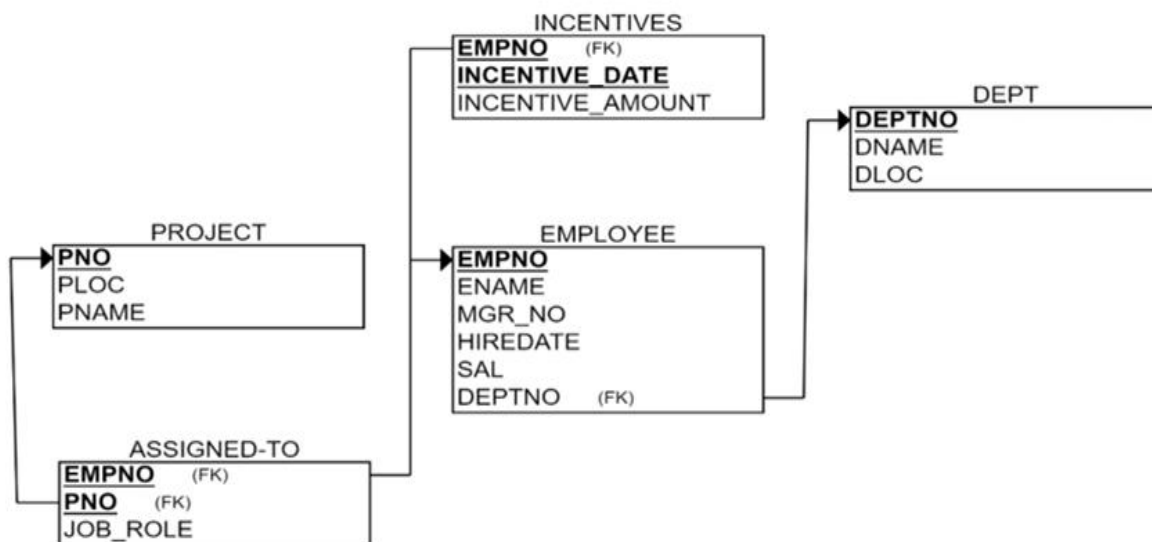 INCENTIVES
EMPNO (FK)
INCENTIVE_DATE
INCENTIVE_AMOUNT
DEPT
DEPTNO
DNAME
DLOC
PROJECT
PNO
PLOC
PNAME
EMPLOYEE
EMPNO
ENAME
MGR_NO
HIREDATE
SAL
DEPTNO (FK)
ASSIGNED-TO
EMPNO (FK)
PNO (FK)
JOB_ROLE